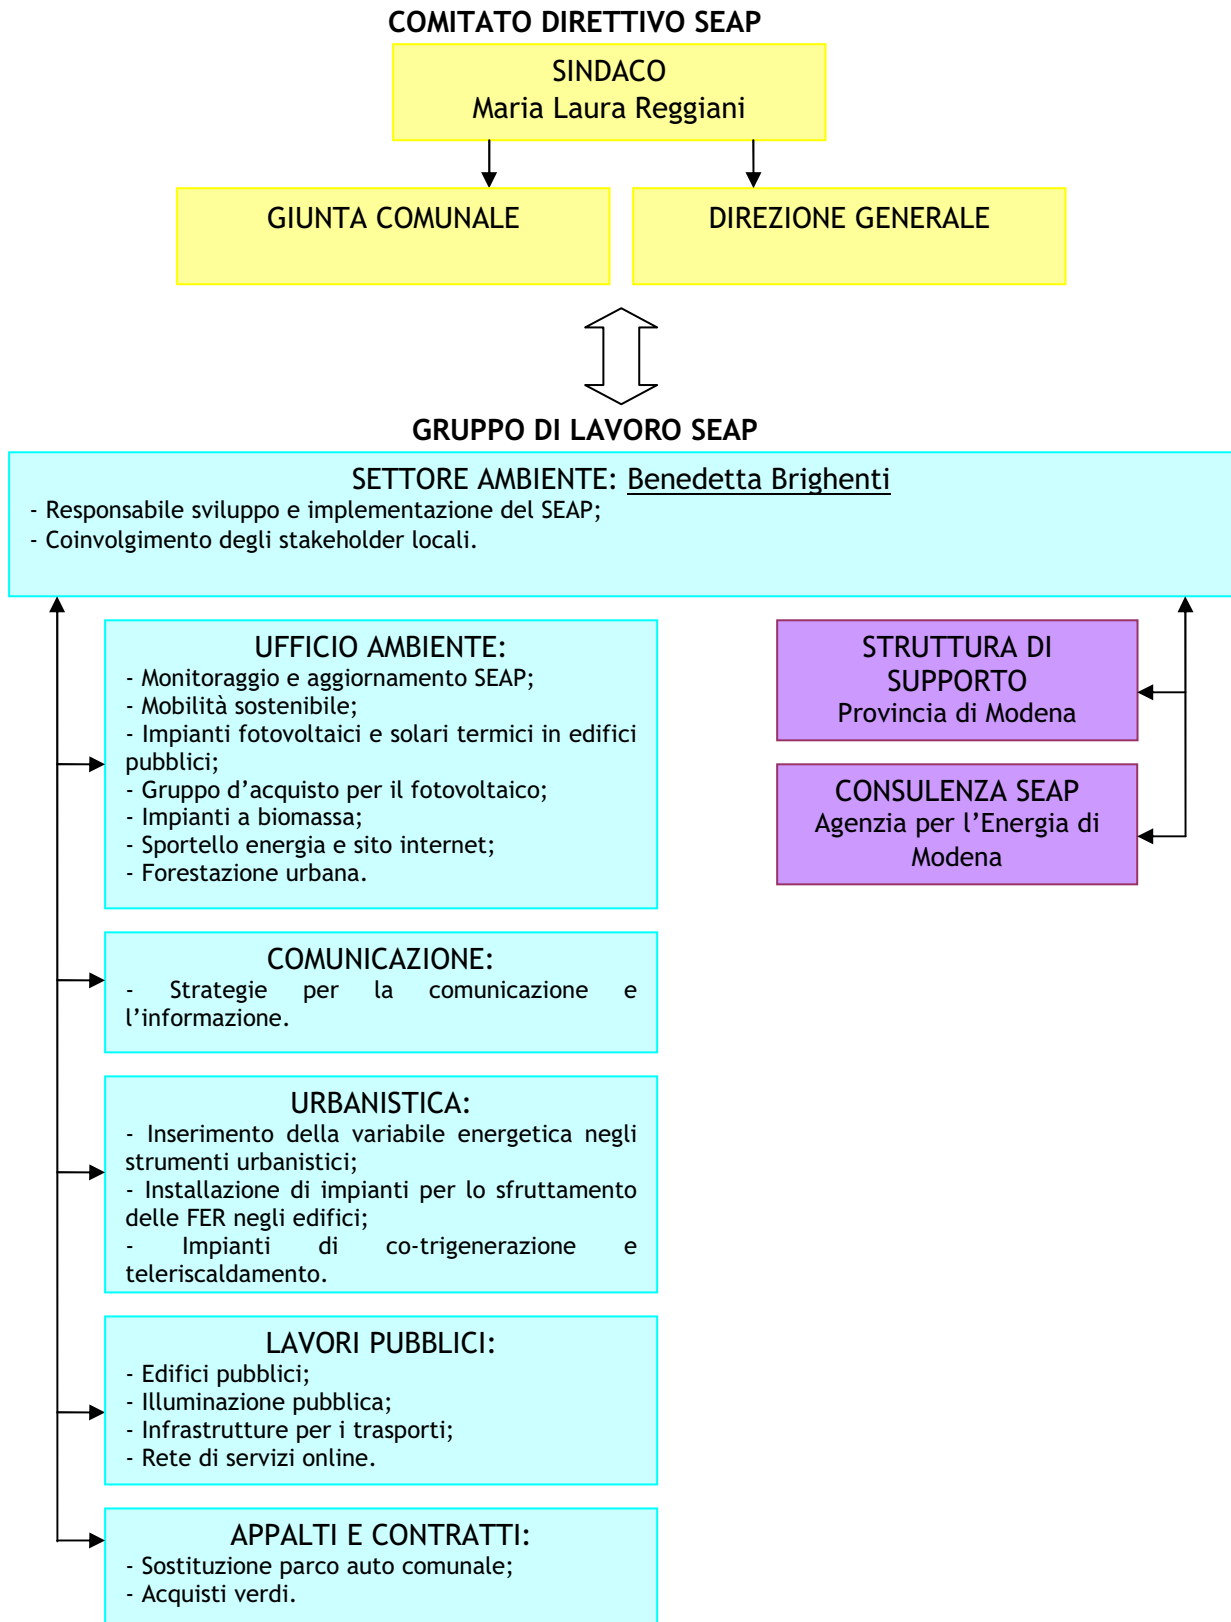 COMITATO DIRETTIVO SEAP
SINDACO
Maria Laura Reggiani
GIUNTA COMUNALE
DIREZIONE GENERALE
GRUPPO DI LAVORO SEAP
SETTORE AMBIENTE: Benedetta Brighenti
- Responsabile sviluppo e implementazione del SEAP;
- Coinvolgimento degli stakeholder locali.
UFFICIO AMBIENTE:
- Monitoraggio e aggiornamento SEAP;
- Mobilità sostenibile;
- Impianti fotovoltaici e solari termici in edifici
pubblici;
- Gruppo d'acquisto per il fotovoltaico;
- Impianti a biomassa;
- Sportello energia e sito internet;
- Forestazione urbana.
STRUTTURA DI
SUPPORTO
Provincia di Modena
CONSULENZA SEAP
Agenzia per l'Energia di
Modena
COMUNICAZIONE:
- Strategie per la comunicazione e
l'informazione.
URBANISTICA:
- Inserimento della variabile energetica negli
strumenti urbanistici;
- Installazione di impianti per lo sfruttamento
delle FER negli edifici;
- Impianti di co-trigenerazione e
teleriscaldamento.
LAVORI PUBBLICI:
- Edifici pubblici;
- Illuminazione pubblica;
- Infrastrutture per i trasporti;
- Rete di servizi online.
APPALTI E CONTRATTI:
- Sostituzione parco auto comunale;
- Acquisti verdi.